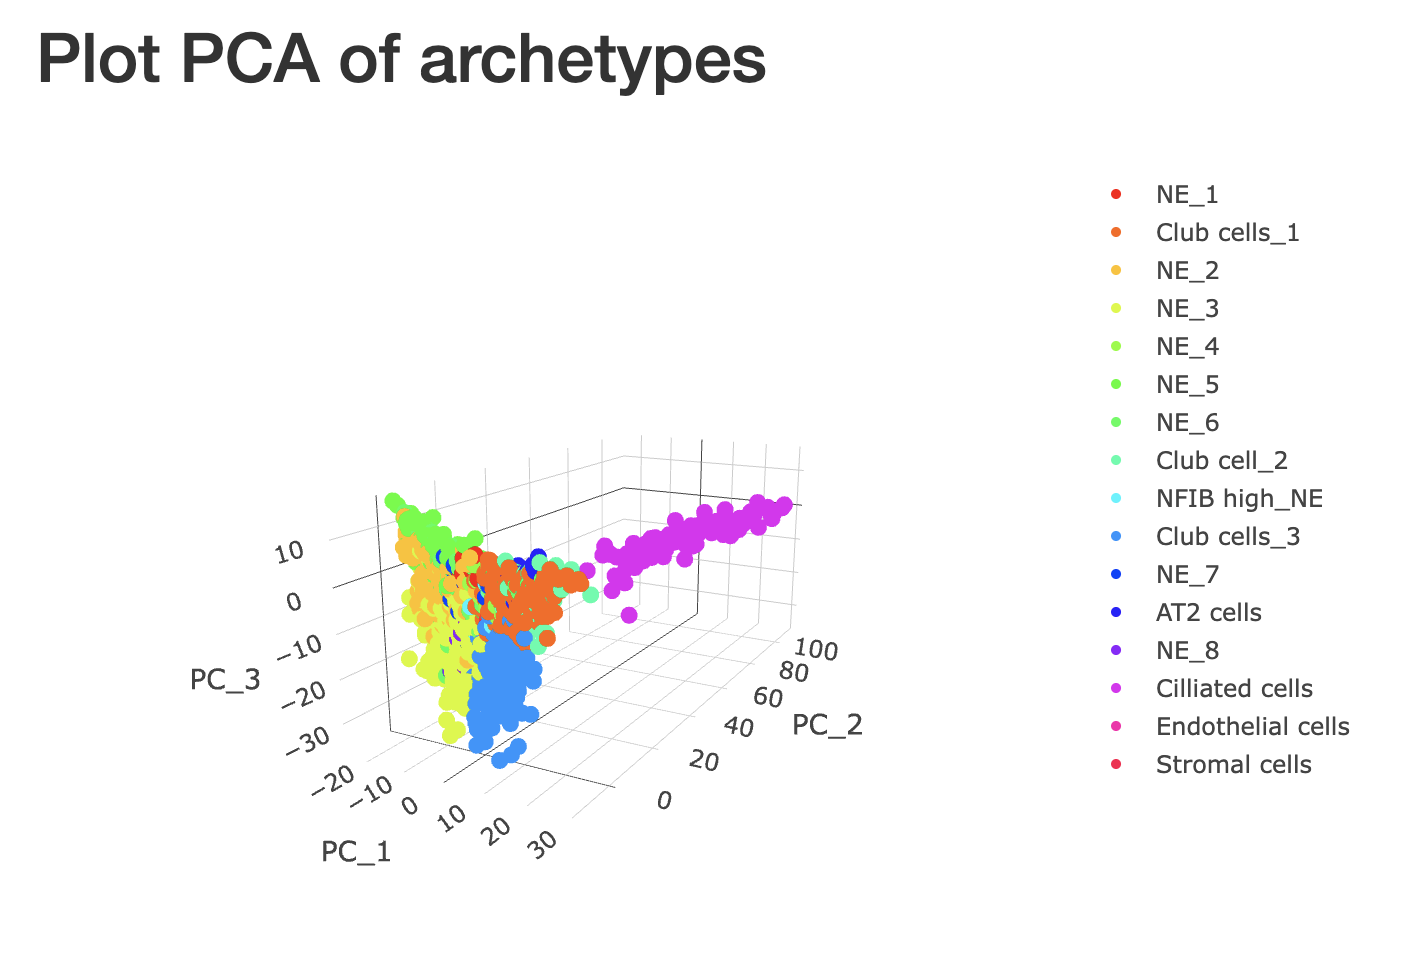 Plot PCA of archetypes
NE_1
Club cells_1
NE_2
NE_3
NE_4
NE_5
NE_6
Club cell_2
NFIB high_NE
Club cells_3
NE_7
AT2 cells
NE_8
Cilliated cells
Endothelial cells
Stromal cells
10
0
−10
−20
−30
PC_3
−20
−10
0
10
20
30
PC_1
100
80
60
40
20
0
PC_2